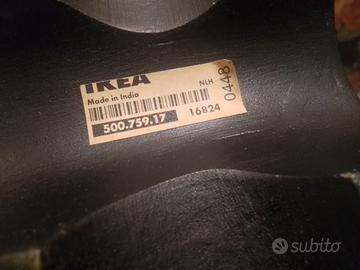 IKEA
NLH.
Made in India
500.759.17
16824
0448
subito